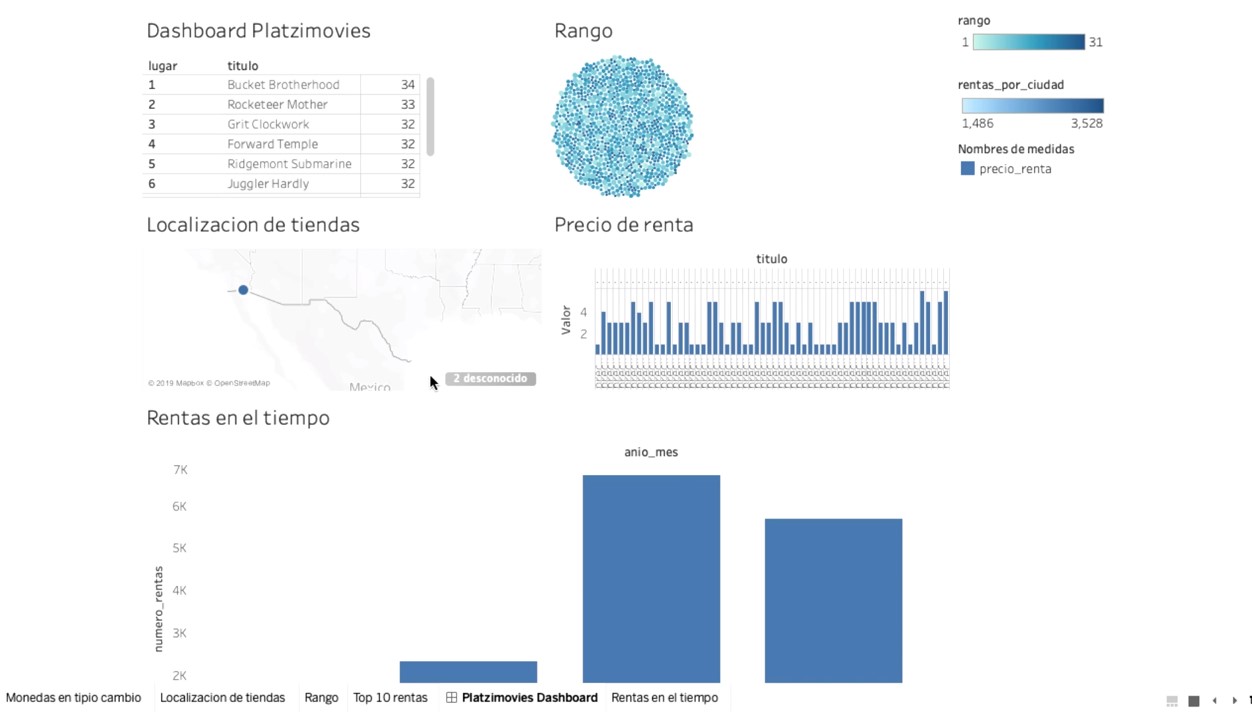 Dashboard Platzimovies
lugar titulo
1 Bucket Brotherhood 34
2 Rocketeer Mother 33
3 Grit Clockwork 32
4 Forward Temple 32
5 Ridgemont Submarine 32
6 Juggler Hardly 32
Rango
rango
1 31
rentas_por_ciudad
1,486 3,528
Nombres de medidas
precio_renta
Localizacion de tiendas
© 2019 Mapbox © OpenStreetMap
Mexico
2 desconocido
Precio de renta
titulo
Valor
4
2
Rentas en el tiempo
anio_mes
numero_rentas
7K
6K
5K
4K
3K
2K
Monedas en tipio cambio Localizacion de tiendas Rango Top 10 rentas Platzimovies Dashboard Rentas en el tiempo